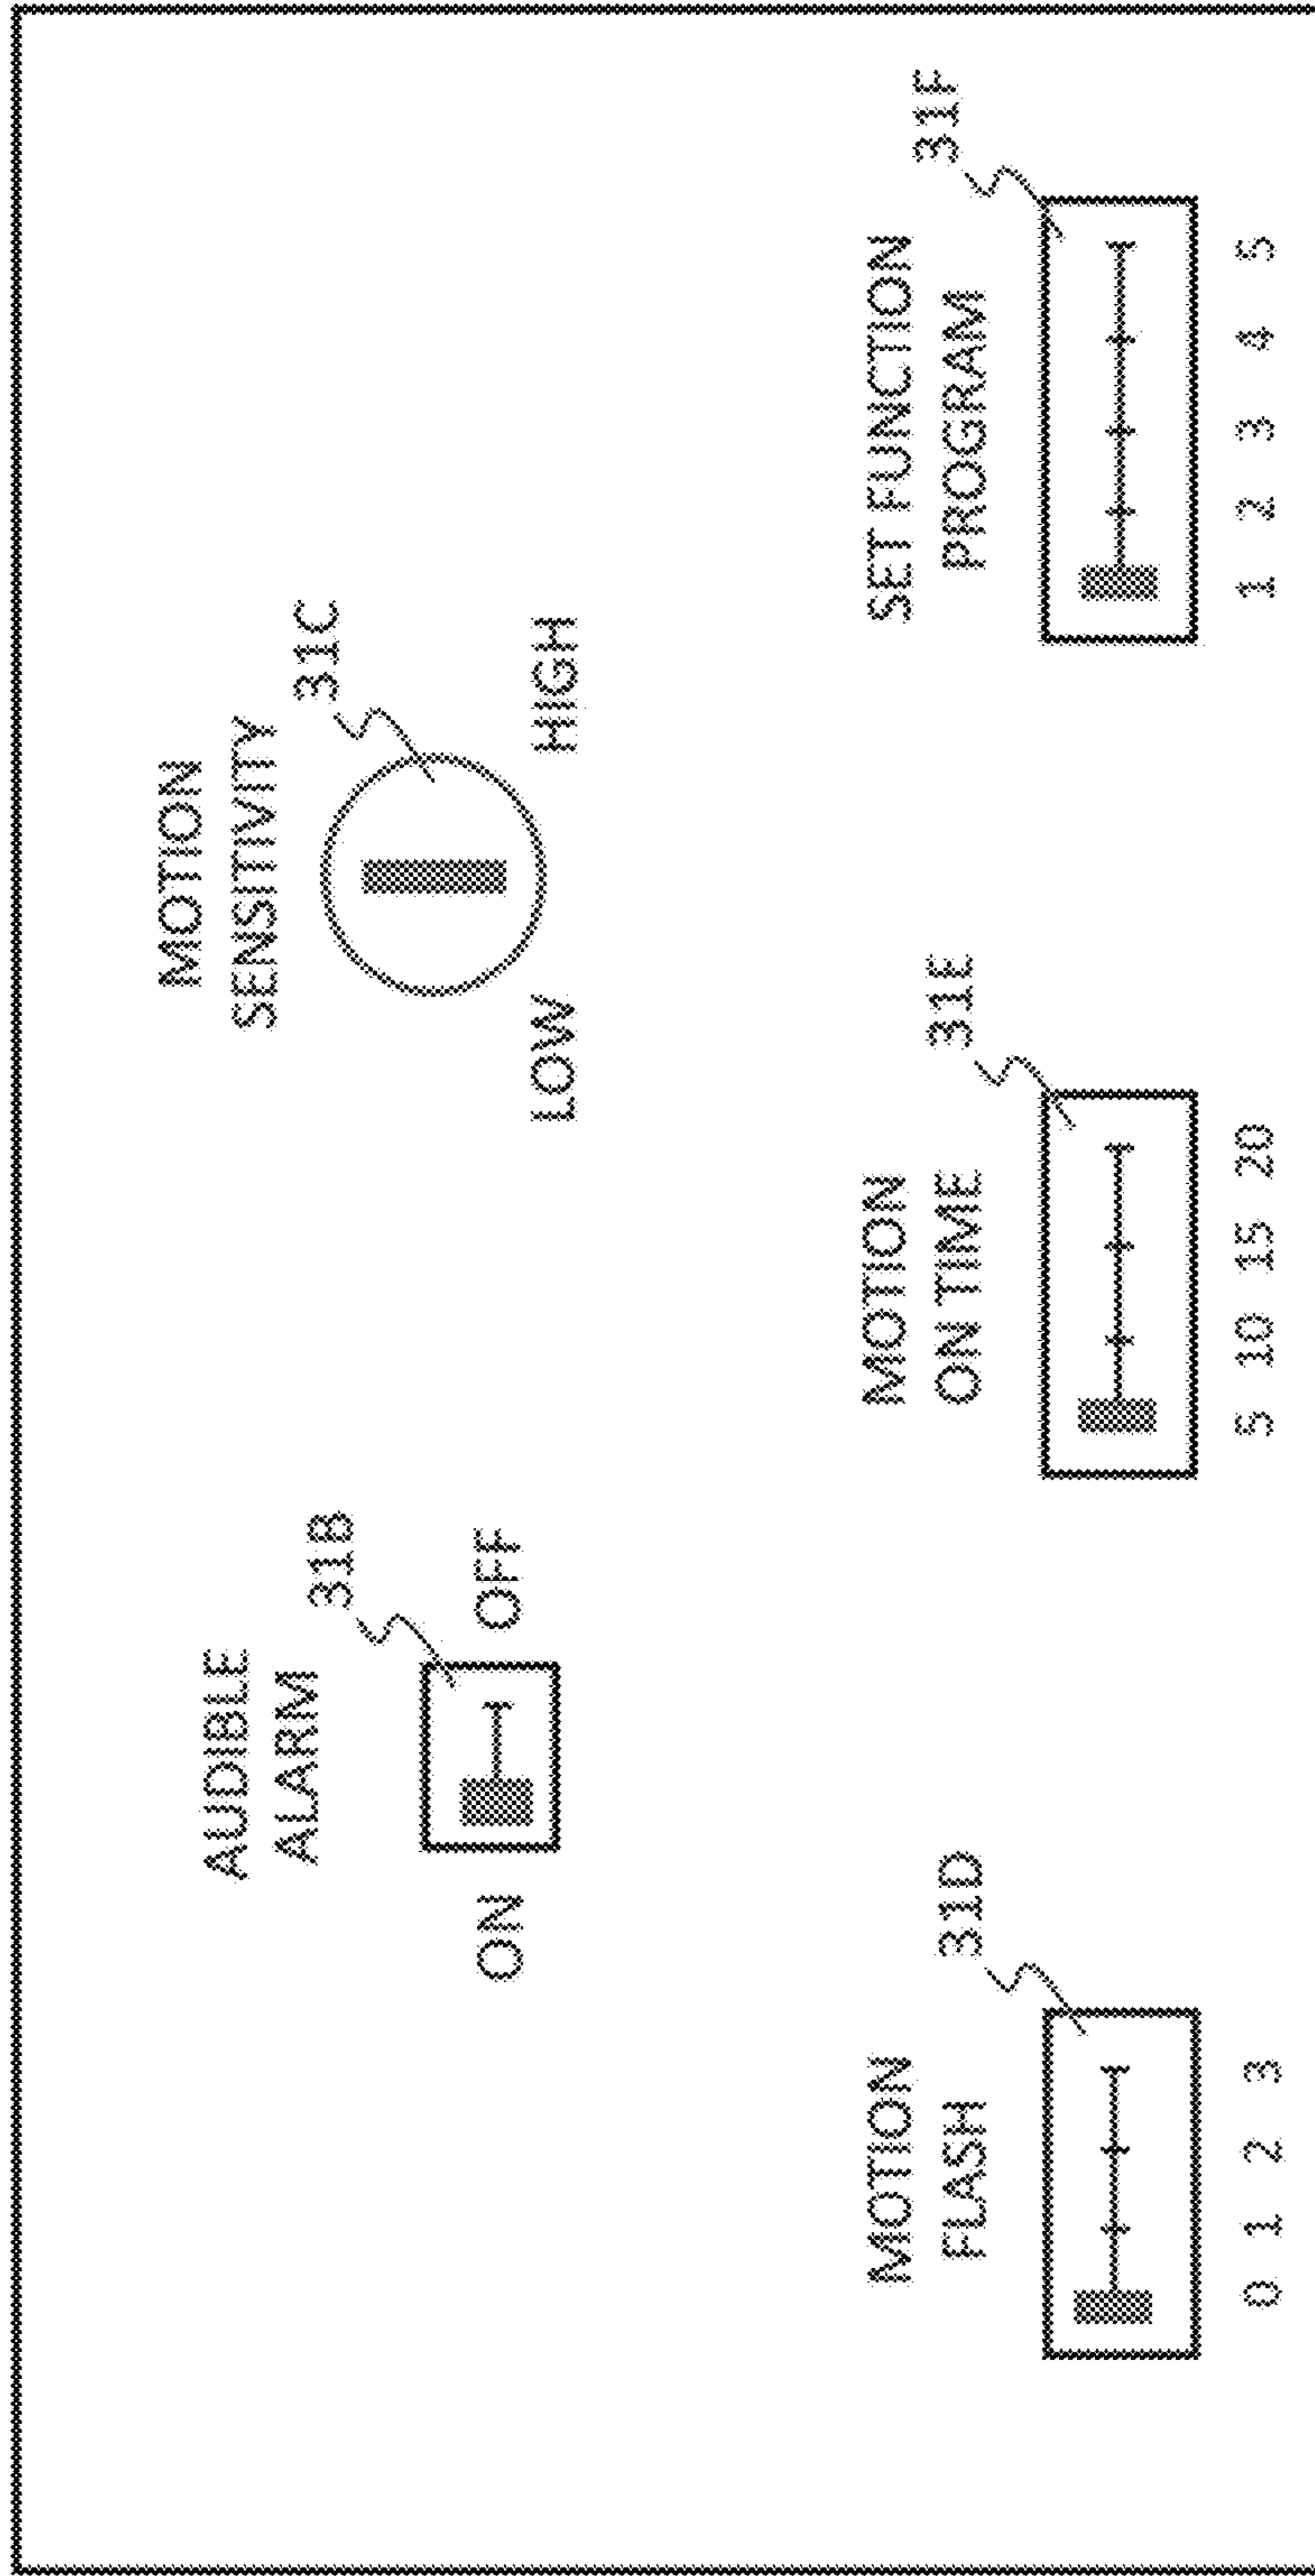 AUDIBLE
ALARM
31B
ON
OFF
MOTION
SENSITIVITY
31C
LOW
HIGH
MOTION
FLASH
31D
0 1 2 3
MOTION
ON TIME
31E
5 10 15 20
SET FUNCTION
PROGRAM
31F
1 2 3 4 5